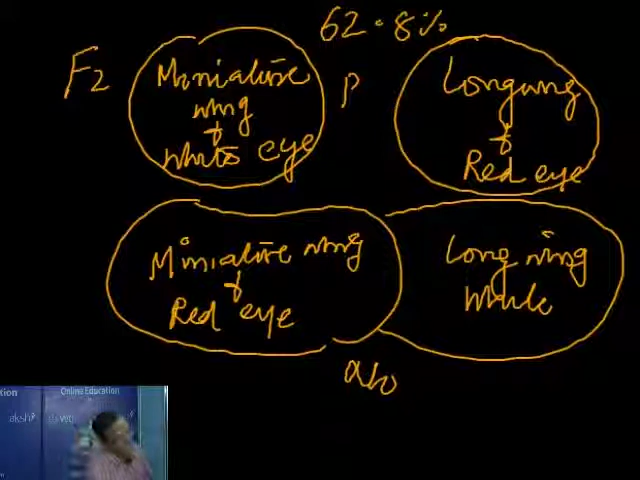 62.8%
F2
Miniature
wing
+
White eye
P
Longwing
+
Red eye
Miniature wing
+
Red eye
Long wing
White
Online Education